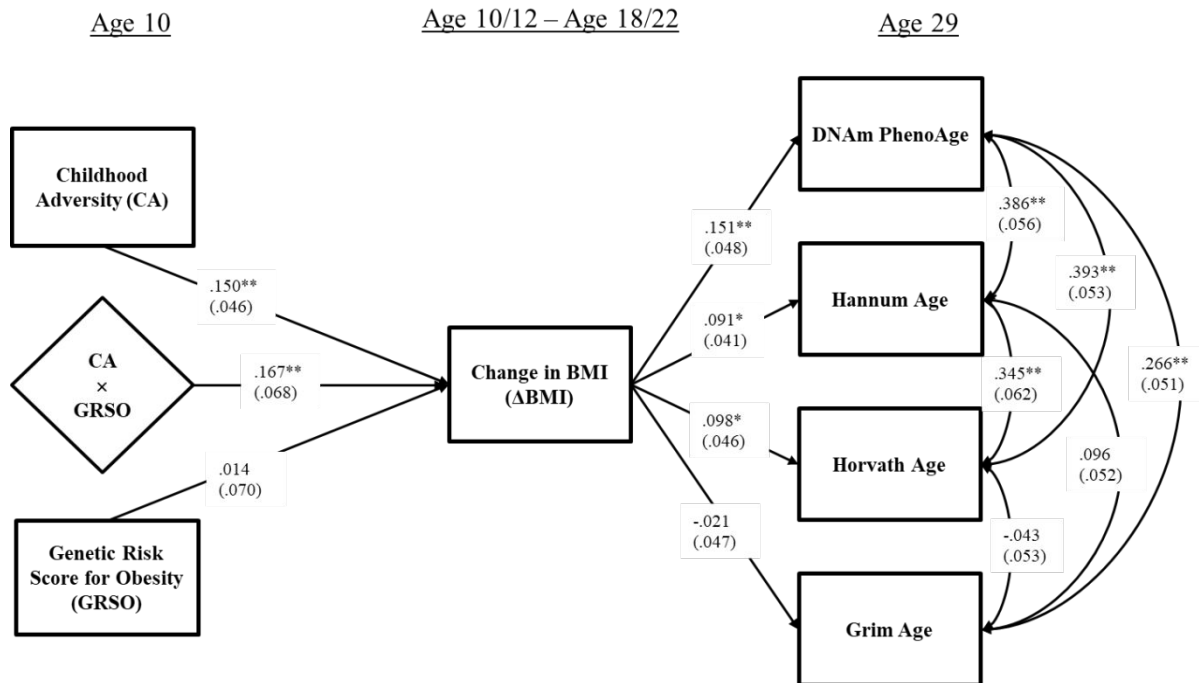 Age 10
Age 10/12 – Age 18/22
Age 29
Childhood
Adversity (CA)
CA
×
GRSO
Genetic Risk
Score for Obesity
(GRSO)
.150**
(.046)
.167**
(.068)
.014
(.070)
Change in BMI
(ΔBMI)
.151**
(.048)
.091*
(.041)
.098*
(.046)
-.021
(.047)
DNAm PhenoAge
Hannum Age
Horvath Age
Grim Age
.386**
(.056)
.393**
(.053)
.345**
(.062)
.266**
(.051)
.096
(.052)
-.043
(.053)